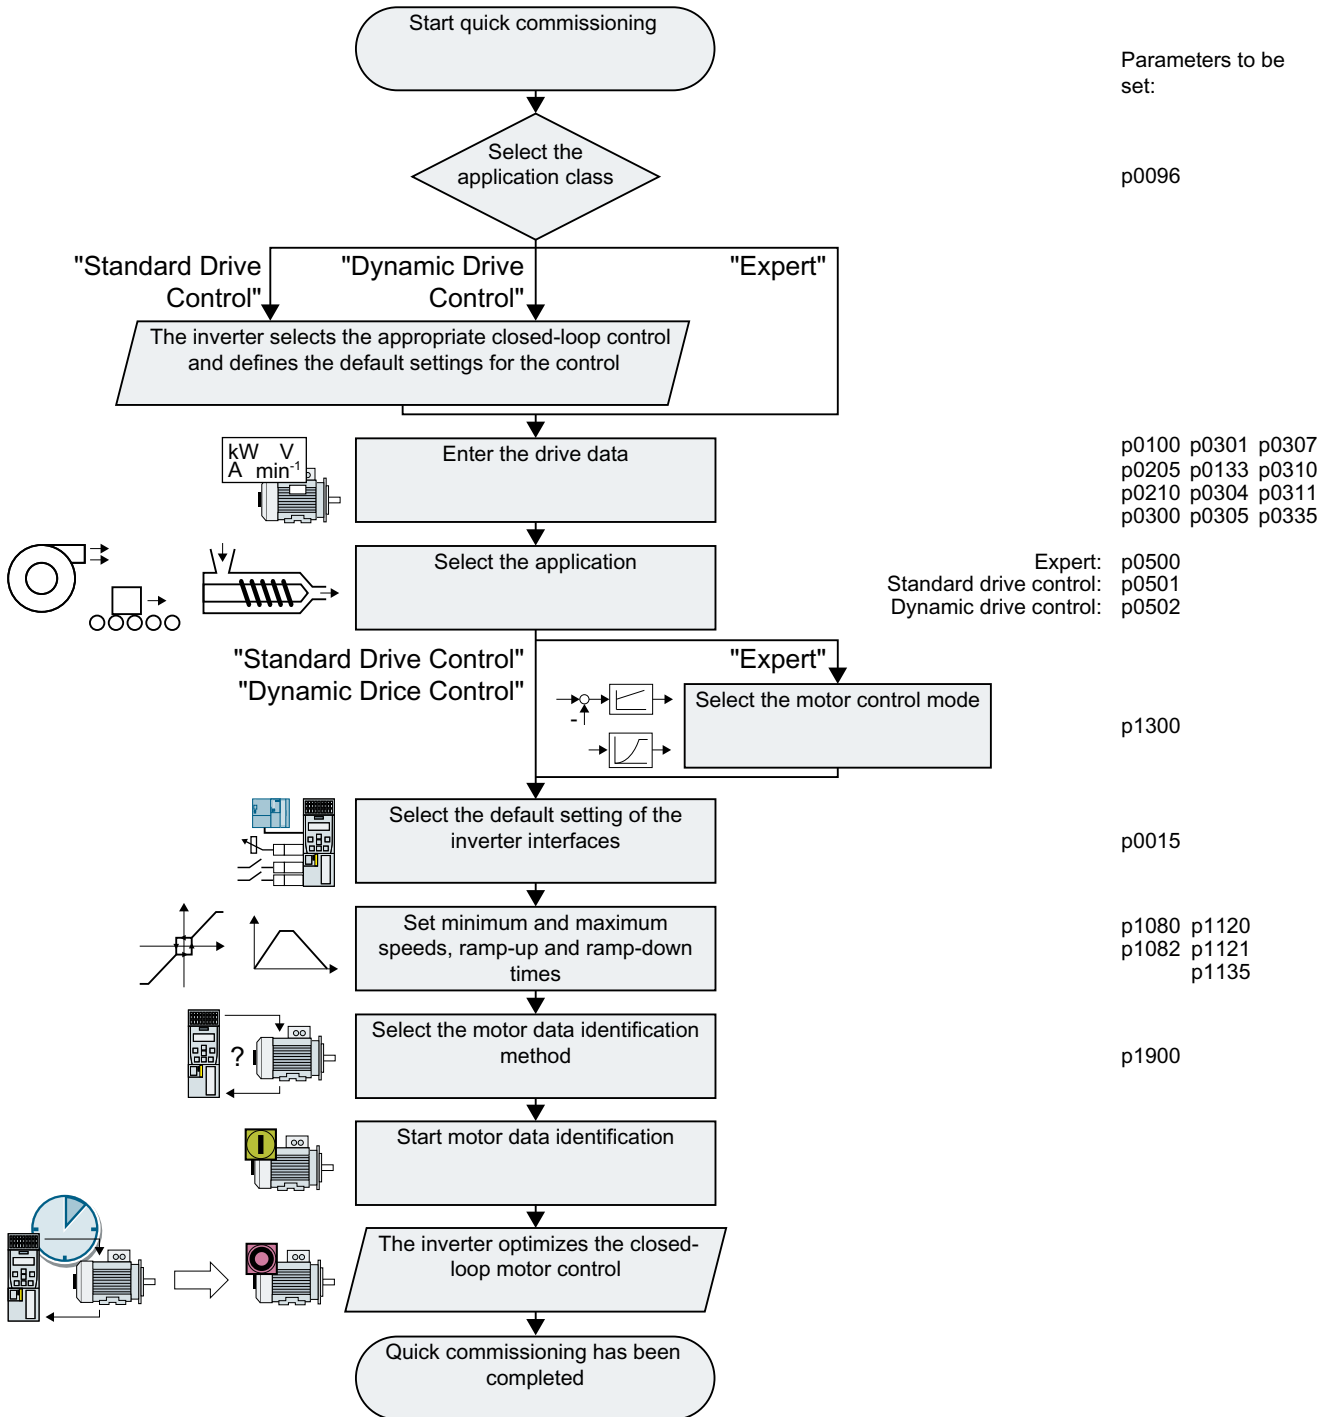 Start quick commissioning
Parameters to be
set:
Select the
application class
p0096
"Standard Drive
Control"
"Dynamic Drive
Control"
"Expert"
The inverter selects the appropriate closed-loop control
and defines the default settings for the control
kW V
A min-1
Enter the drive data
p0100 p0301 p0307
p0205 p0133 p0310
p0210 p0304 p0311
p0300 p0305 p0335
Select the application
Expert: p0500
Standard drive control: p0501
Dynamic drive control: p0502
"Standard Drive Control"
"Dynamic Drice Control"
"Expert"
-
Select the motor control mode
p1300
Select the default setting of the
inverter interfaces
p0015
Set minimum and maximum
speeds, ramp-up and ramp-down
times
p1080 p1120
p1082 p1121
p1135
?
Select the motor data identification
method
p1900
Start motor data identification
The inverter optimizes the closed-
loop motor control
Quick commissioning has been
completed